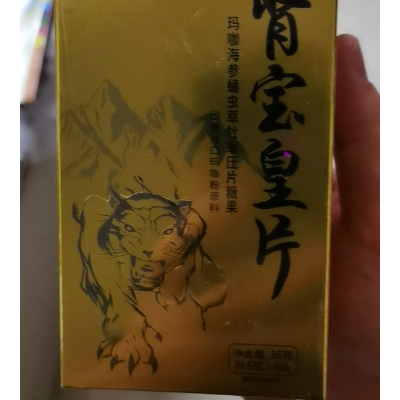 肾宝皇片
玛咖海参蛹虫草牡蛎压片糖果
口玛咖粉原料
净含量: 36克